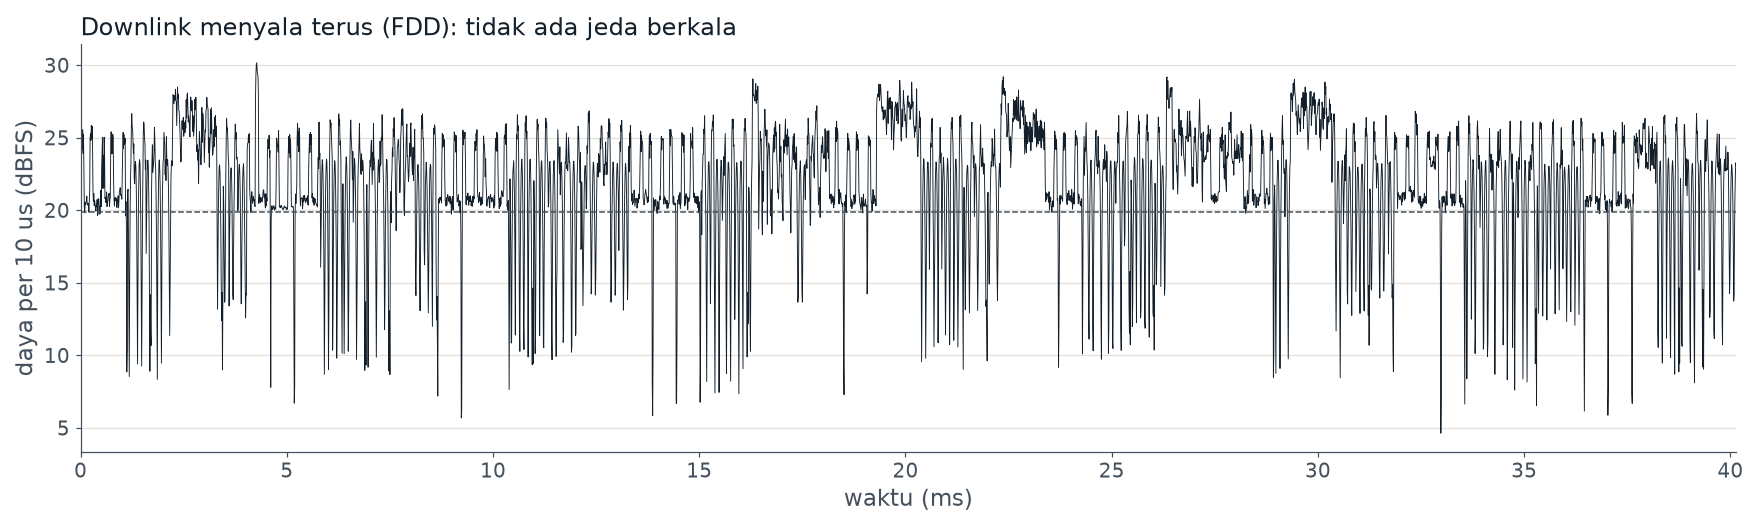 Downlink menyala terus (FDD): tidak ada jeda berkala
daya per 10 us (dBFS)
30
25
20
15
10
5
0 5 10 15 20 25 30 35 40
waktu (ms)